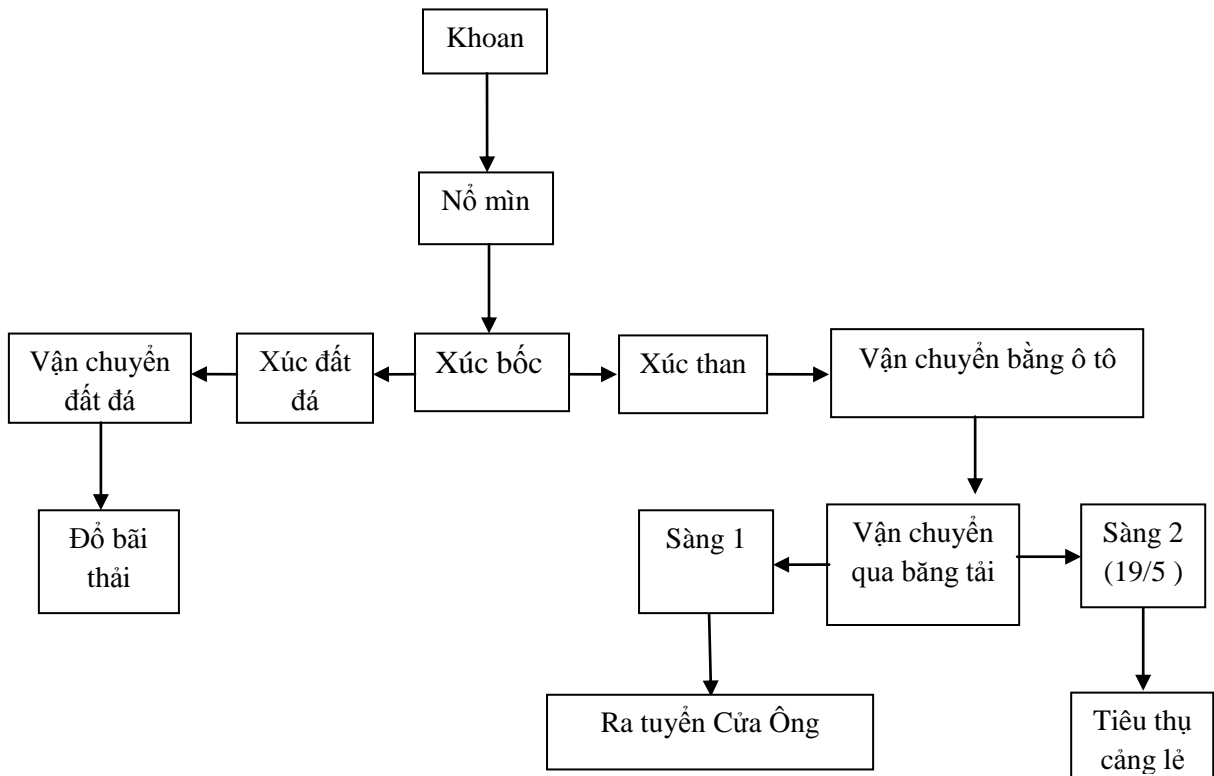 Khoan
Nổ mìn
Vận chuyển
đất đá
Xúc đất
đá
Xúc bốc
Xúc than
Vận chuyển bằng ô tô
Đổ bãi
thải
Sàng 1
Vận chuyển
qua băng tải
Sàng 2
(19/5 )
Ra tuyển Cửa Ông
Tiêu thụ
cảng lẻ